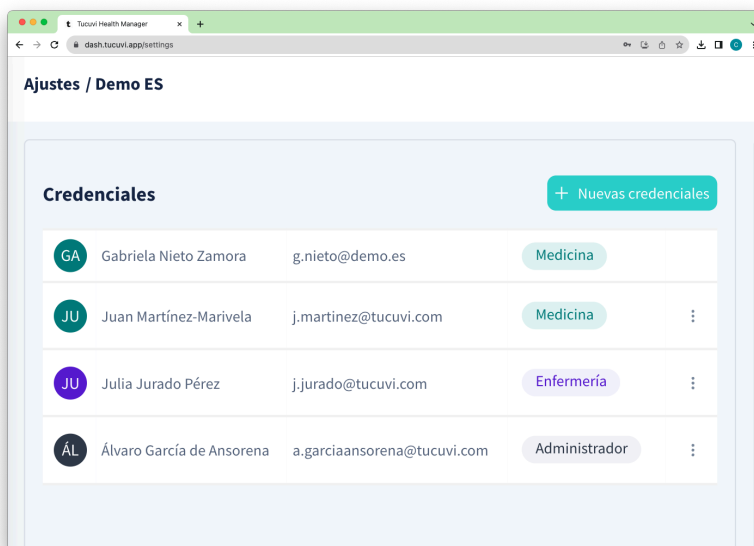 t Tucuvi Health Manager
dash.tucuvi.app/settings
C
Ajustes / Demo ES
Credenciales
+ Nuevas credenciales
GA Gabriela Nieto Zamora g.nieto@demo.es Medicina
JU Juan Martínez-Marivela j.martinez@tucuvi.com Medicina
JU Julia Jurado Pérez j.jurado@tucuvi.com Enfermería
ÁL Álvaro García de Ansorena a.garciaansorena@tucuvi.com Administrador